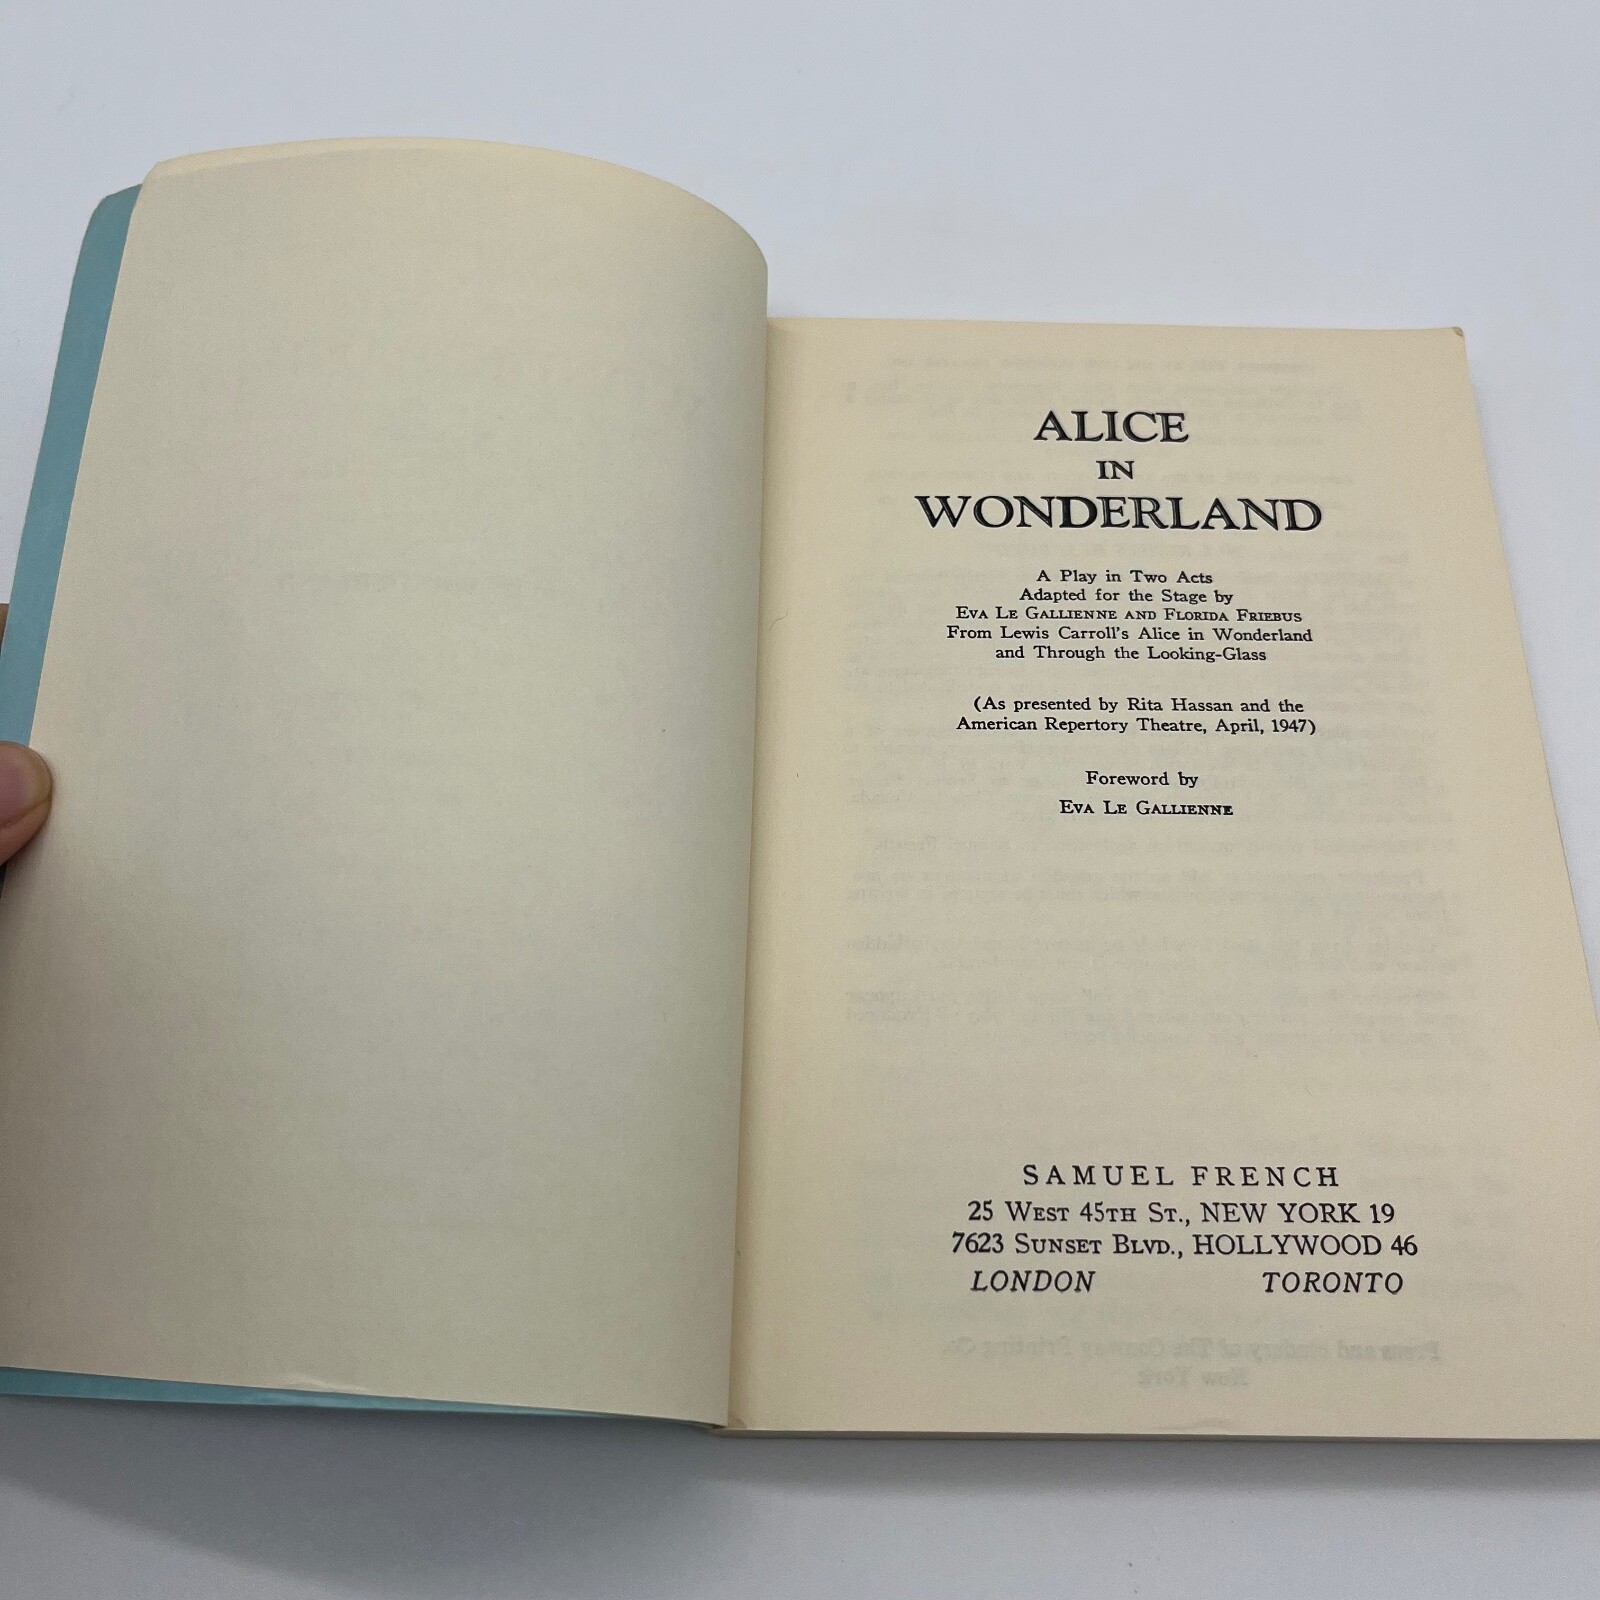 ALICE
IN
WONDERLAND
A Play in Two Acts
Adapted for the Stage by
EVA LE GALLIENNE AND FLORIDA FRIEBUS
From Lewis Carroll's Alice in Wonderland
and Through the Looking-Glass
(As presented by Rita Hassan and the
American Repertory Theatre, April, 1947)
Foreword by
EVA LE GALLIENNE
SAMUEL FRENCH
25 WEST 45TH ST., NEW YORK 19
7623 SUNSET BLVD., HOLLYWOOD 46
LONDON TORONTO